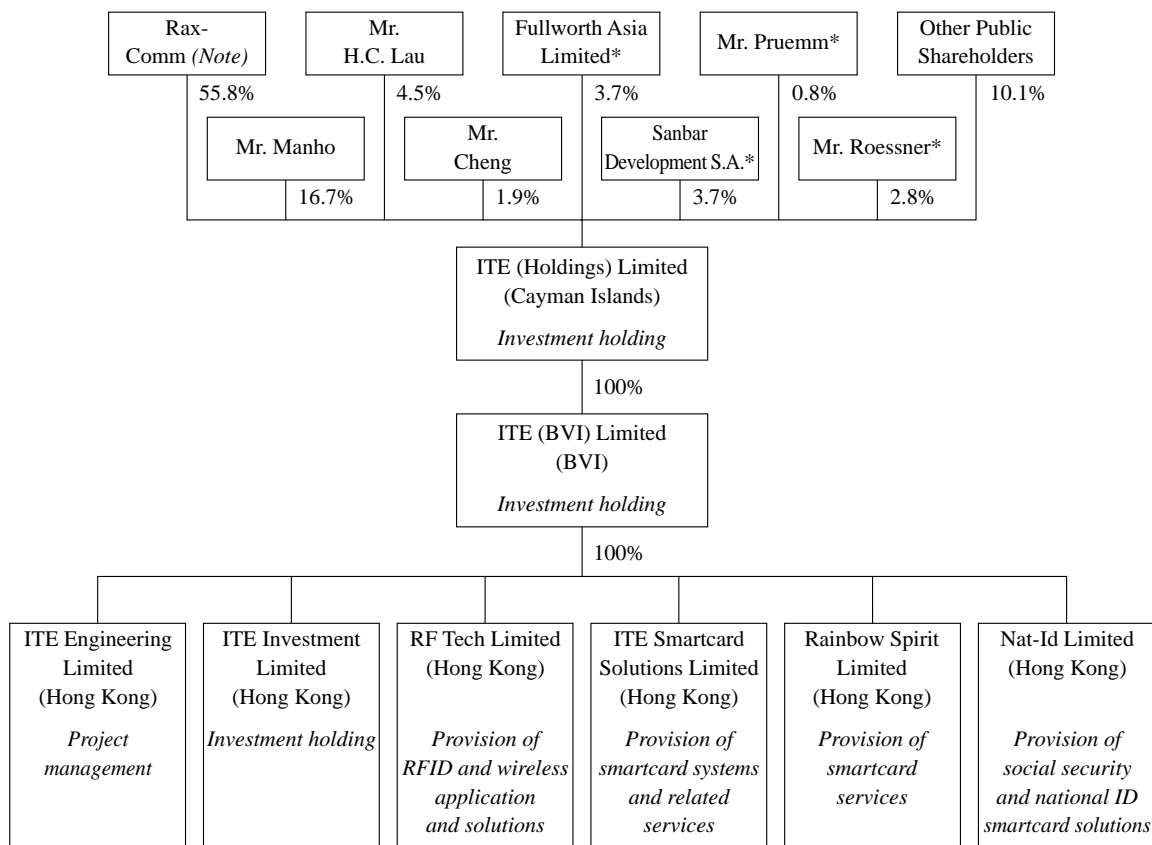 Rax-
Comm (Note)
Mr.
H.C. Lau
Fullworth Asia
Limited*
Mr. Pruemm*
Other Public
Shareholders
55.8%
4.5%
3.7%
0.8%
10.1%
Mr. Manho
Mr.
Cheng
Sanbar
Development S.A.*
Mr. Roessner*
16.7%
1.9%
3.7%
2.8%
ITE (Holdings) Limited
(Cayman Islands)
Investment holding
100%
ITE (BVI) Limited
(BVI)
Investment holding
100%
ITE Engineering
Limited
(Hong Kong)
Project
management
ITE Investment
Limited
(Hong Kong)
Investment holding
RF Tech Limited
(Hong Kong)
Provision of
RFID and wireless
application
and solutions
ITE Smartcard
Solutions Limited
(Hong Kong)
Provision of
smartcard systems
and related
services
Rainbow Spirit
Limited
(Hong Kong)
Provision of
smartcard
services
Nat-Id Limited
(Hong Kong)
Provision of
social security
and national ID
smartcard solutions